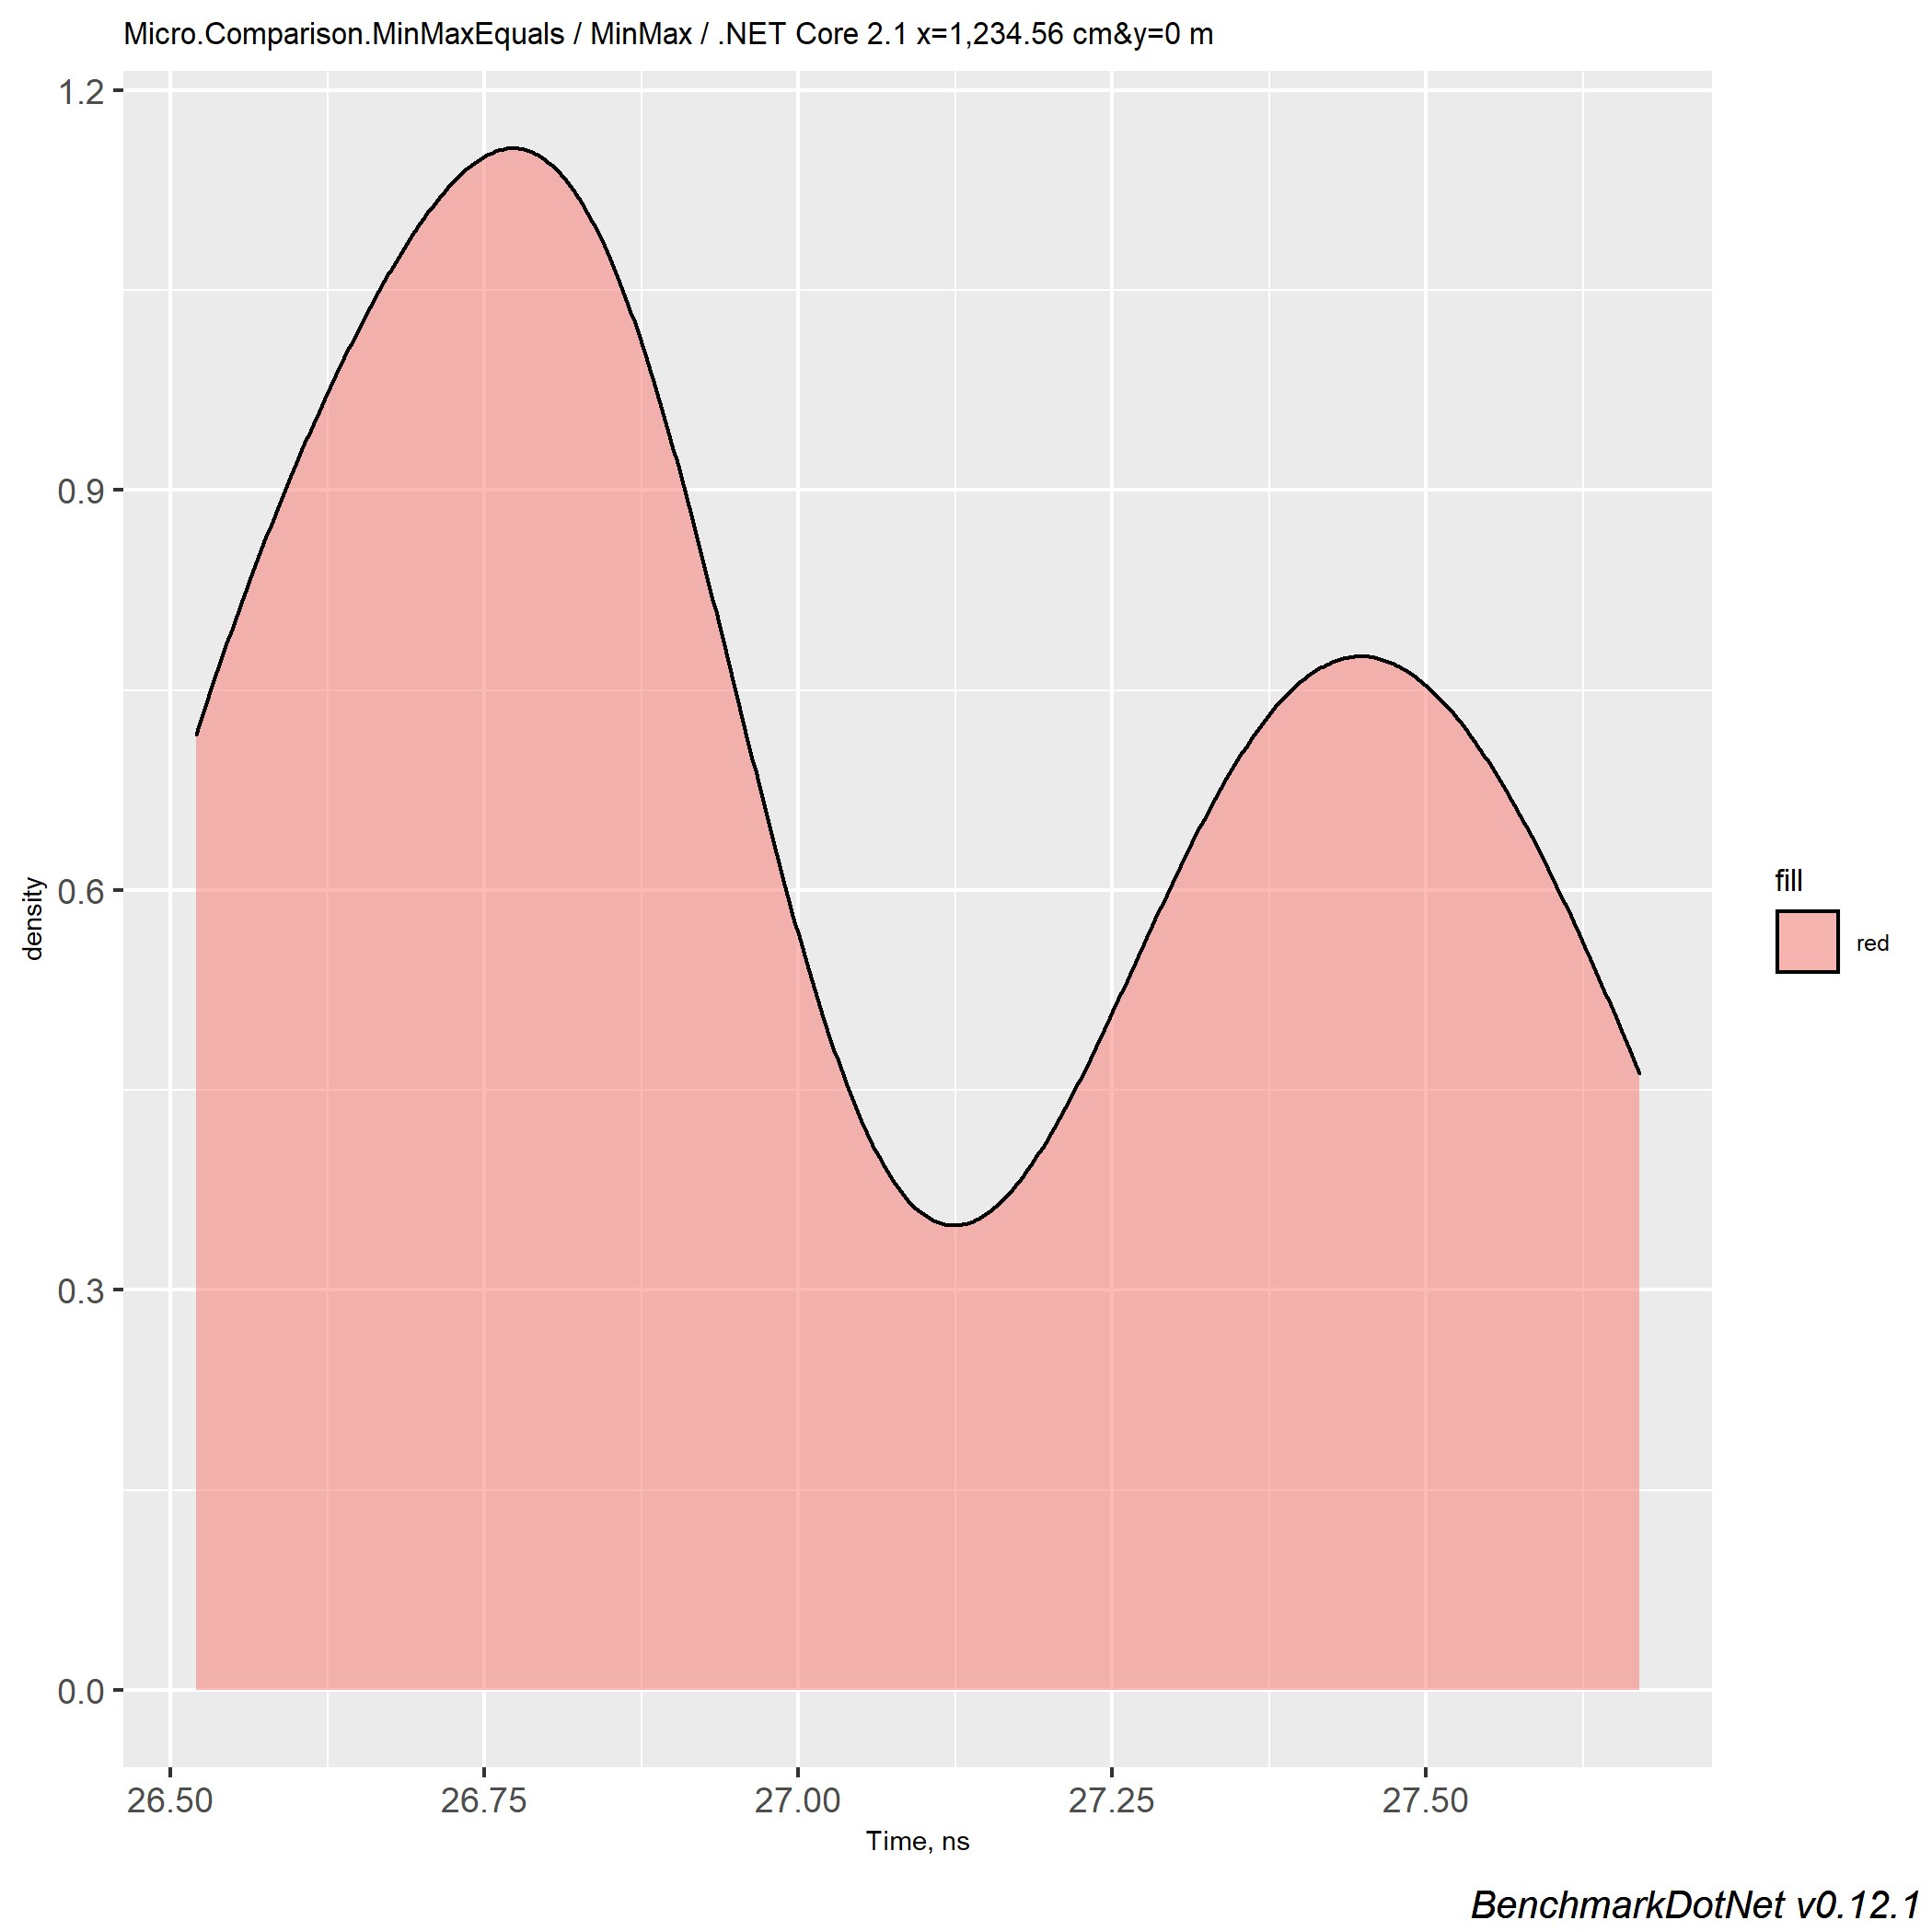 Micro.Comparison.MinMaxEquals / MinMax / .NET Core 2.1 x=1,234.56 cm&y=0 m
1.2
0.9
0.6
0.3
0.0
density
26.50 26.75 27.00 27.25 27.50
Time, ns
fill
red
BenchmarkDotNet v0.12.1